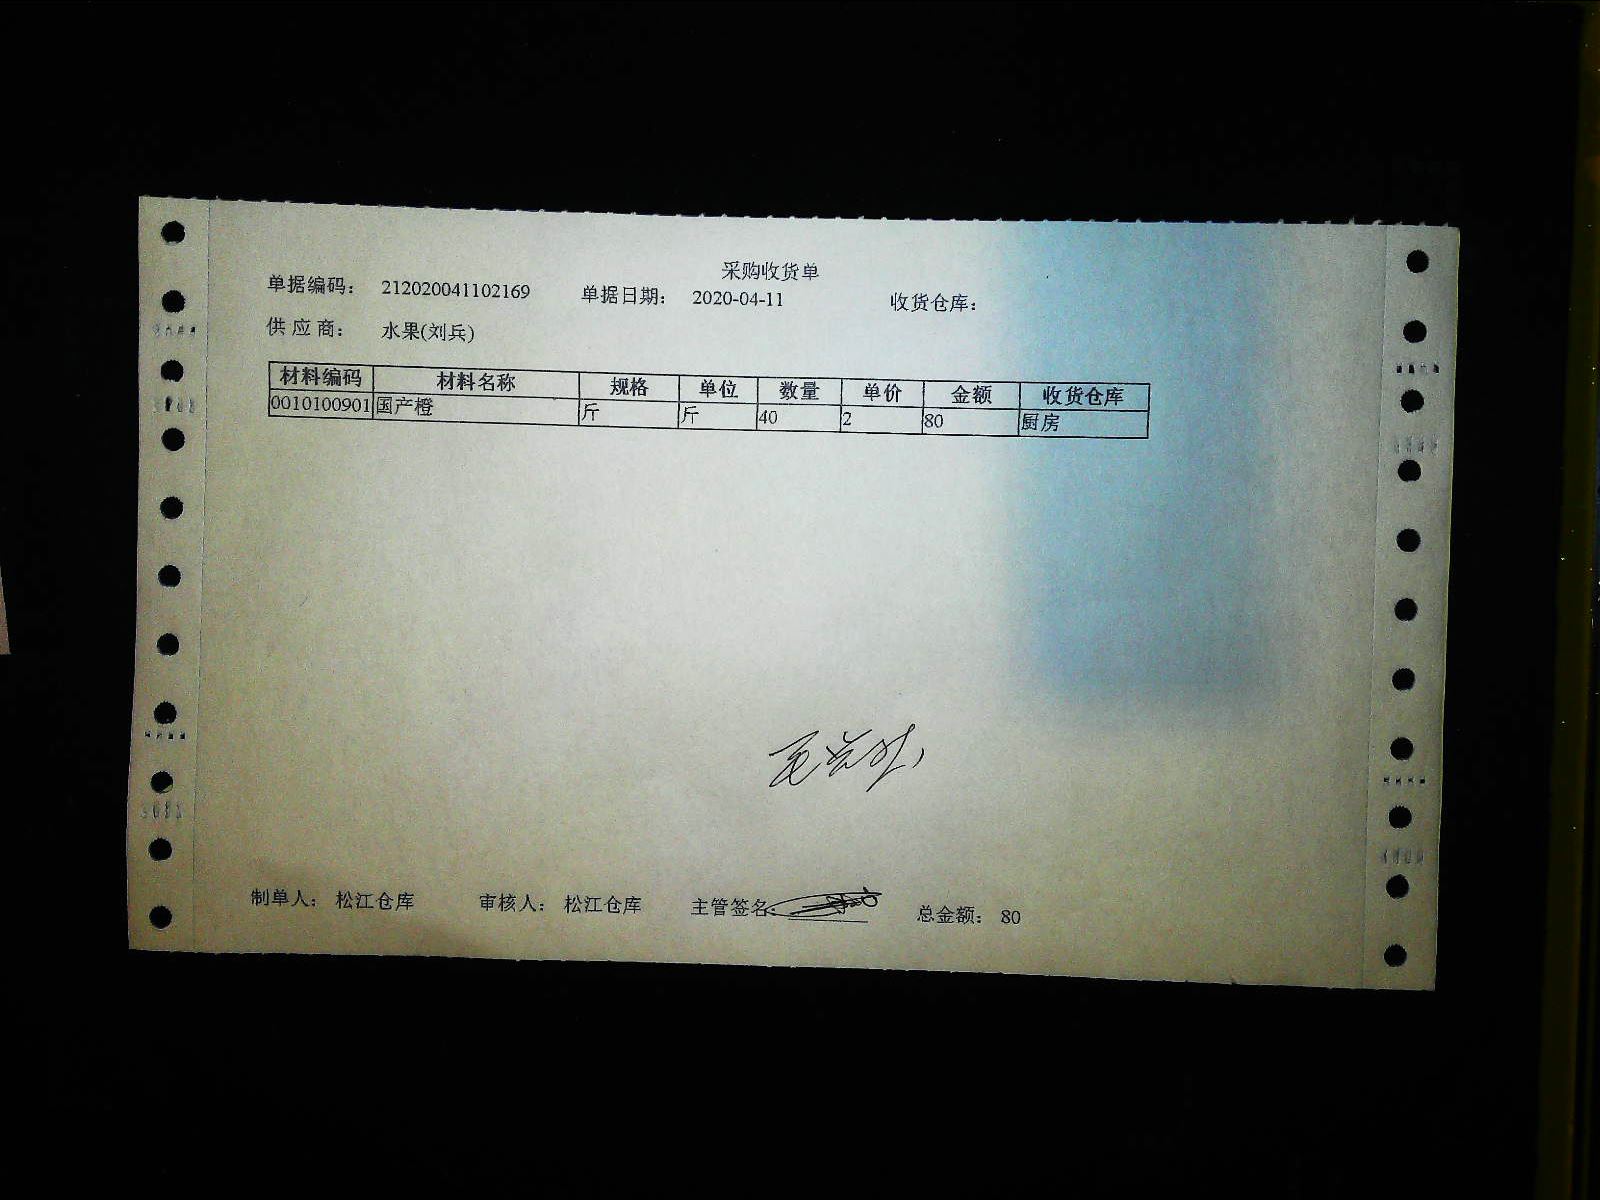 采购收货单
单据编码： 212020041102169 单据日期： 2020-04-11 收货仓库：
供 应 商： 水果(刘兵)
材料编码 材料名称 规格 单位 数量 单价 金额 收货仓库
0010100901 国产橙 斤 斤 40 2 80 厨房
制单人： 松江仓库 审核人： 松江仓库 主管签名： 总金额： 80